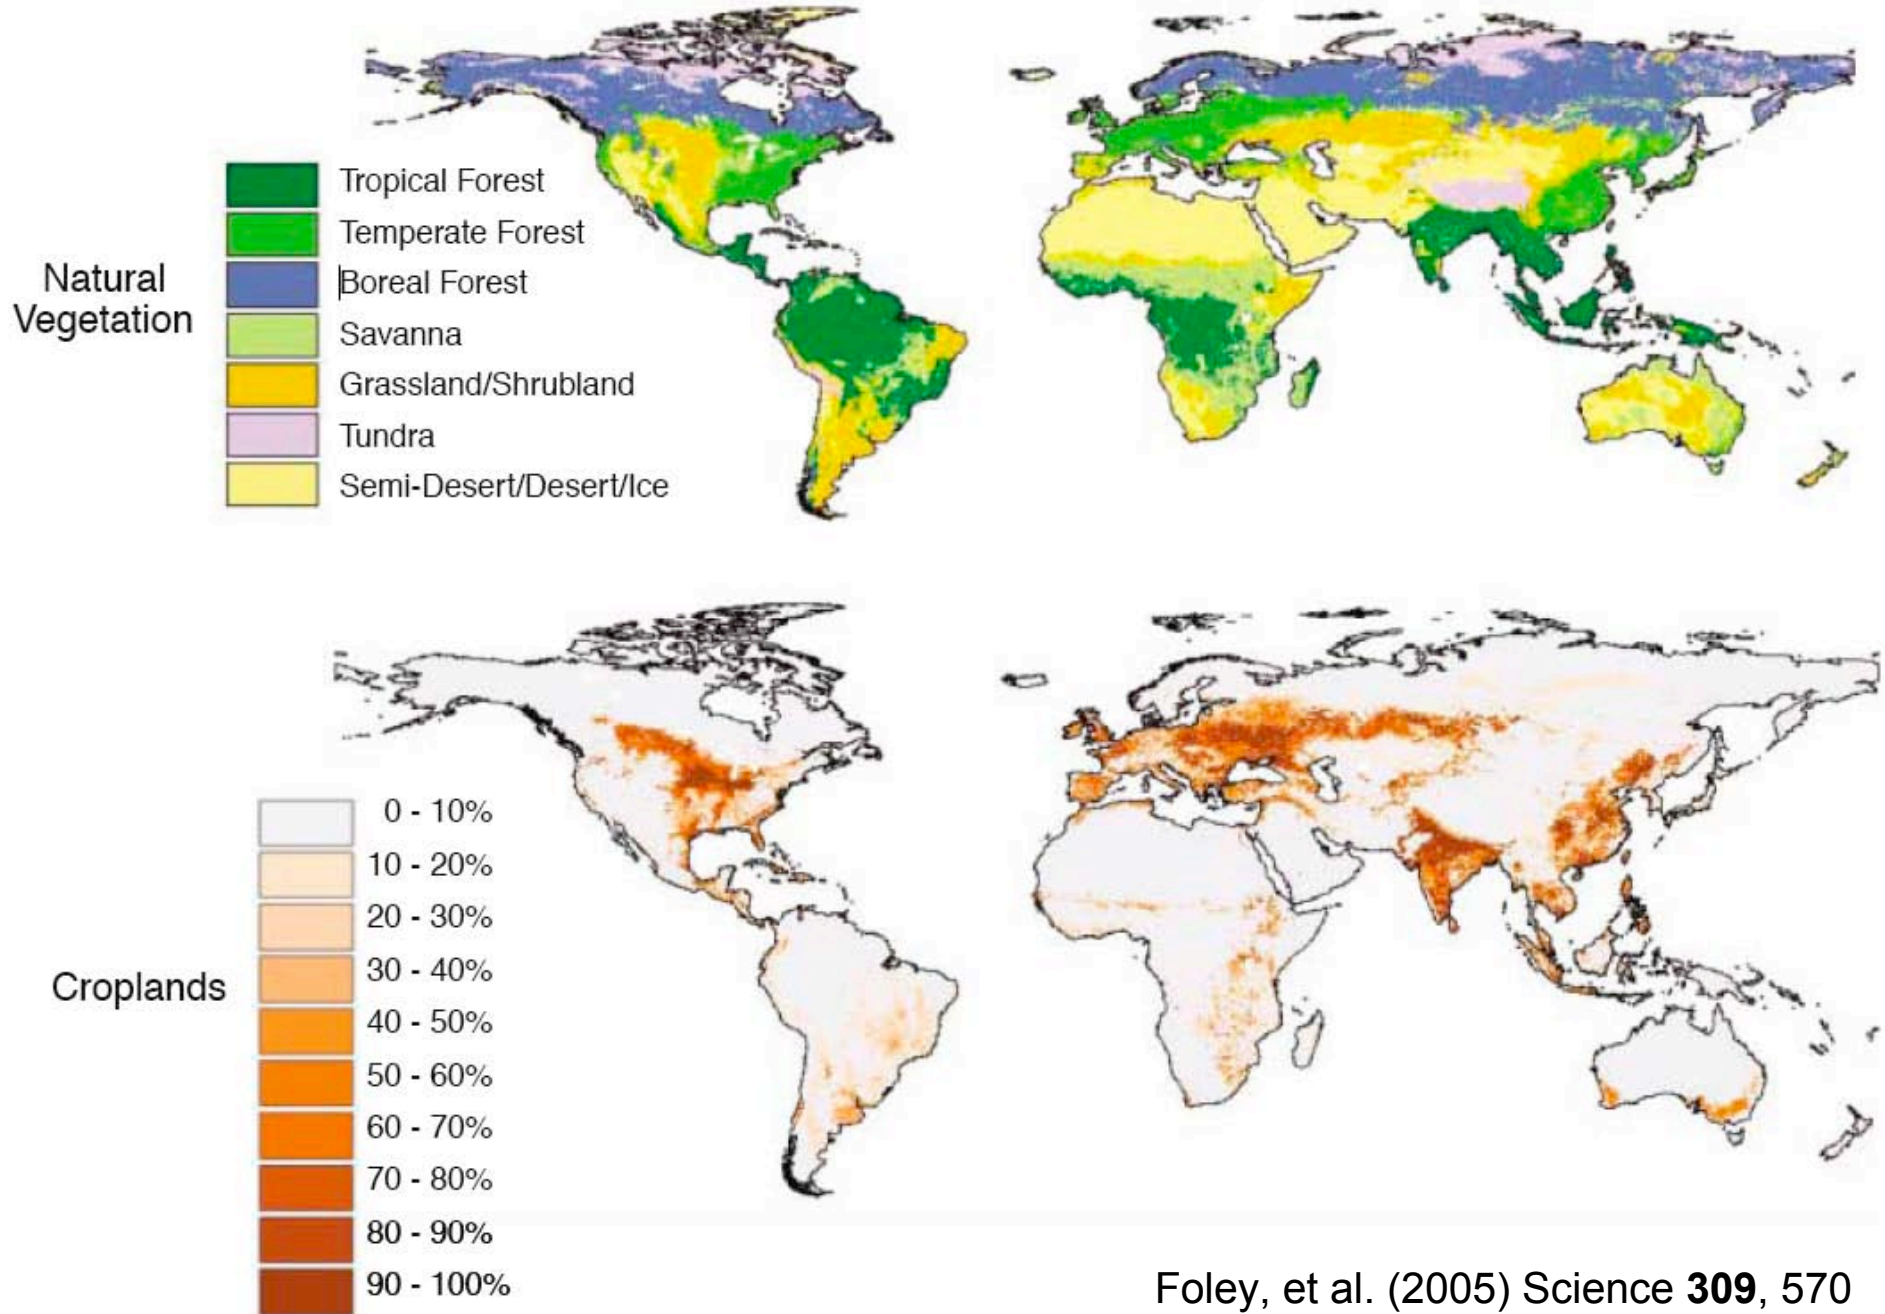 Natural
Vegetation
Tropical Forest
Temperate Forest
Boreal Forest
Savanna
Grassland/Shrubland
Tundra
Semi-Desert/Desert/Ice
Croplands
0 - 10%
10 - 20%
20 - 30%
30 - 40%
40 - 50%
50 - 60%
60 - 70%
70 - 80%
80 - 90%
90 - 100%
Foley, et al. (2005) Science 309, 570